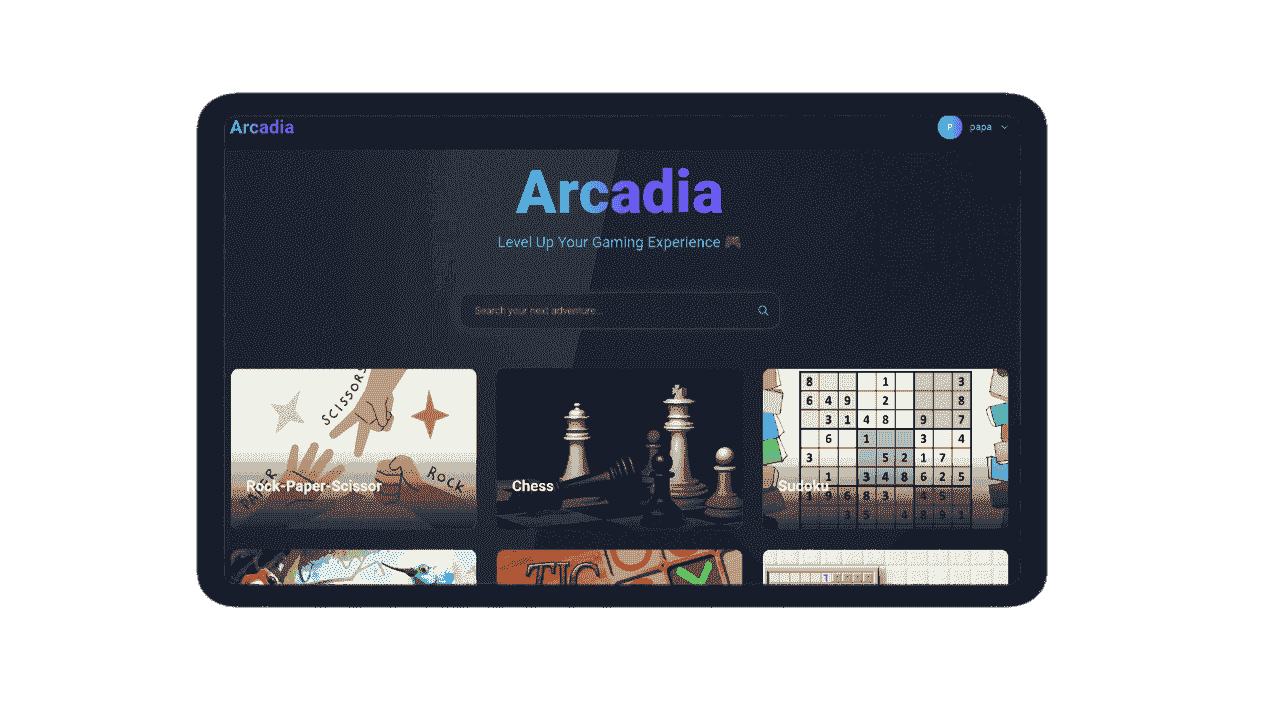 Arcadia
P papa
Arcadia
Level Up Your Gaming Experience 🎮
Search your next adventure...
SCISSORS
PAPER
ROCK
Rock-Paper-Scissor
Chess
8 1 3
6 4 9 2 8
3 1 4 8 9 7
6 1 3 4
3 5 2 1 7
1 3 4 8 6 2 5
Sudoku
TIC
1